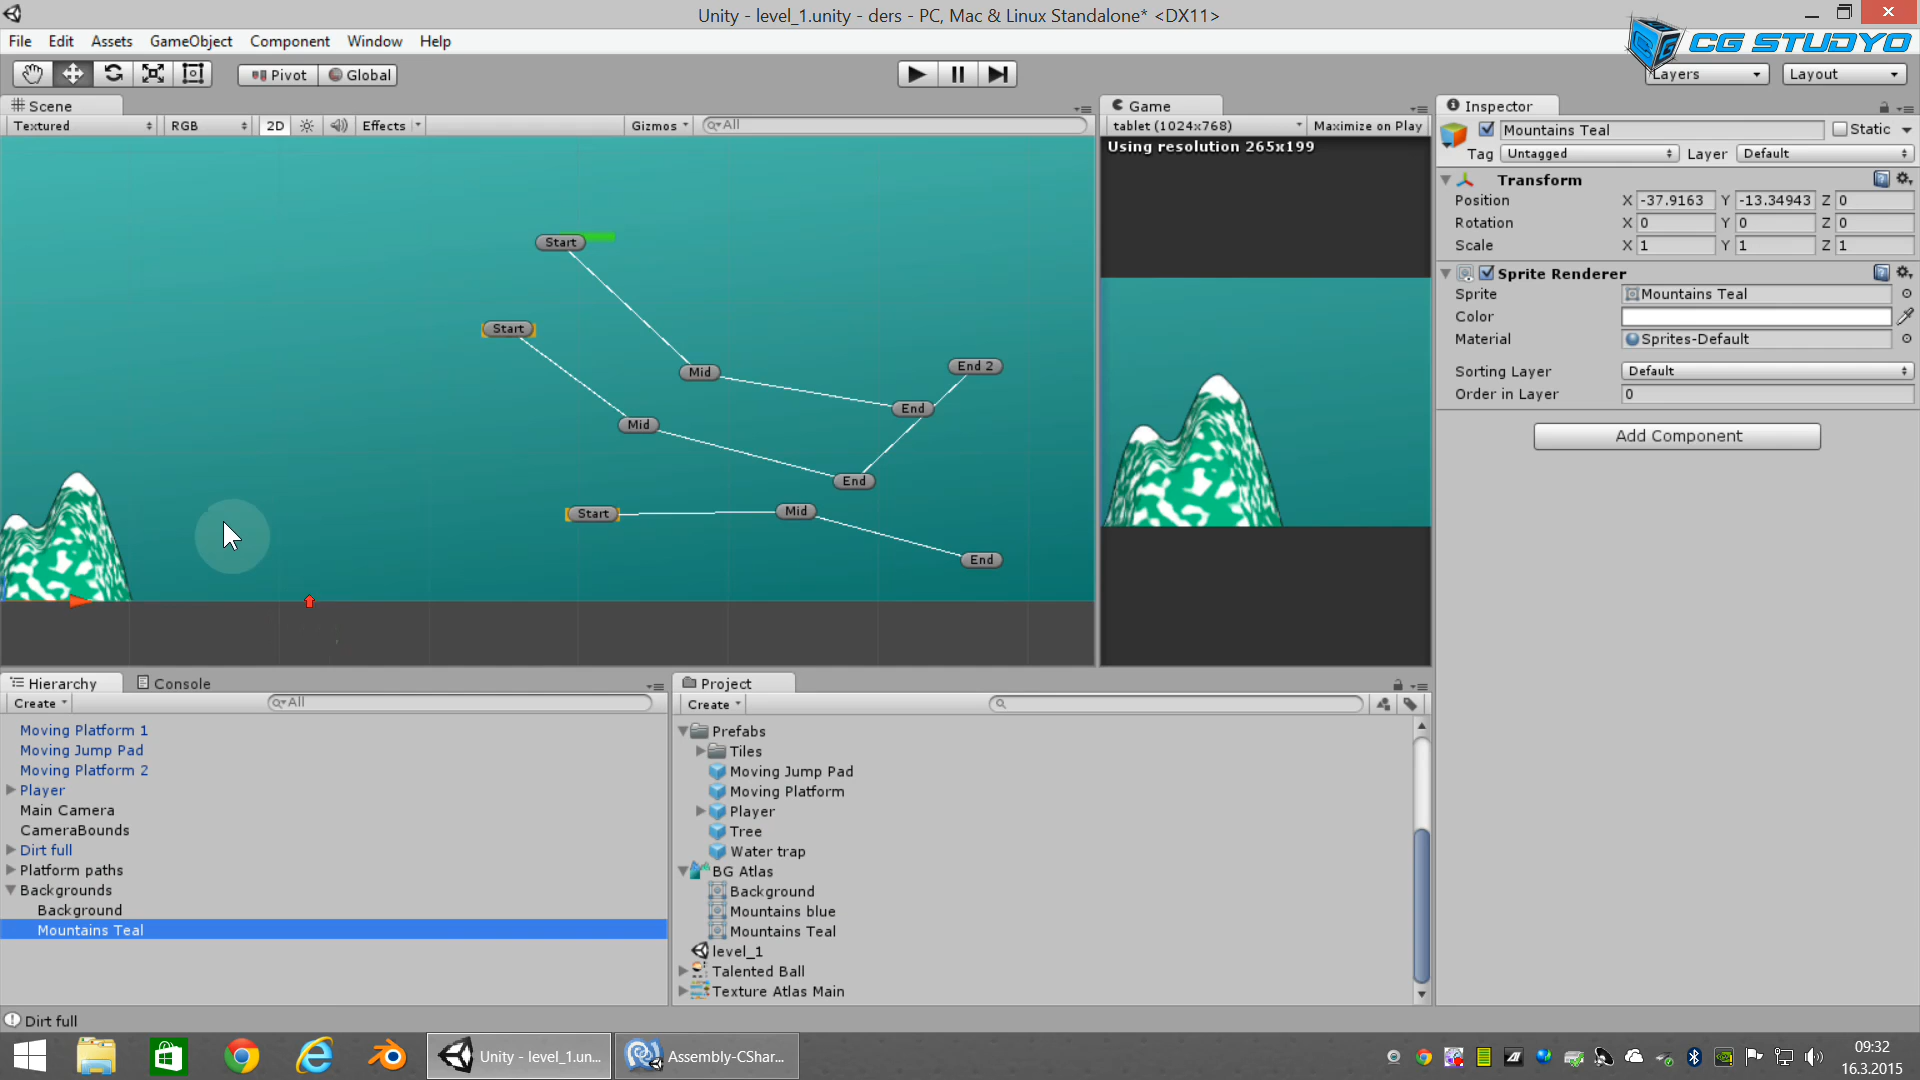 Unity - level_1.unity - ders - PC, Mac & Linux Standalone* <DX11>
File Edit Assets GameObject Component Window Help
CG STUDYO
Pivot Global
Layers Layout
Scene
Textured RGB 2D Effects Gizmos All
Start
Start
Mid
End 2
End
Mid
End
Start Mid
End
Game
tablet (1024x768) Maximize on Play
Using resolution 265x199
Inspector
Mountains Teal Static
Tag Untagged Layer Default
Transform
Position X -37.9163 Y -13.34943 Z 0
Rotation X 0 Y 0 Z 0
Scale X 1 Y 1 Z 1
Sprite Renderer
Sprite Mountains Teal
Color
Material Sprites-Default
Sorting Layer Default
Order in Layer 0
Add Component
Hierarchy Console
Create All
Moving Platform 1
Moving Jump Pad
Moving Platform 2
Player
Main Camera
CameraBounds
Dirt full
Platform paths
Backgrounds
Background
Mountains Teal
Project
Create
Prefabs
Tiles
Moving Jump Pad
Moving Platform
Player
Tree
Water trap
BG Atlas
Background
Mountains blue
Mountains Teal
level_1
Talented Ball
Texture Atlas Main
Dirt full
Unity - level_1.un...
Assembly-CShar...
09:32
16.3.2015